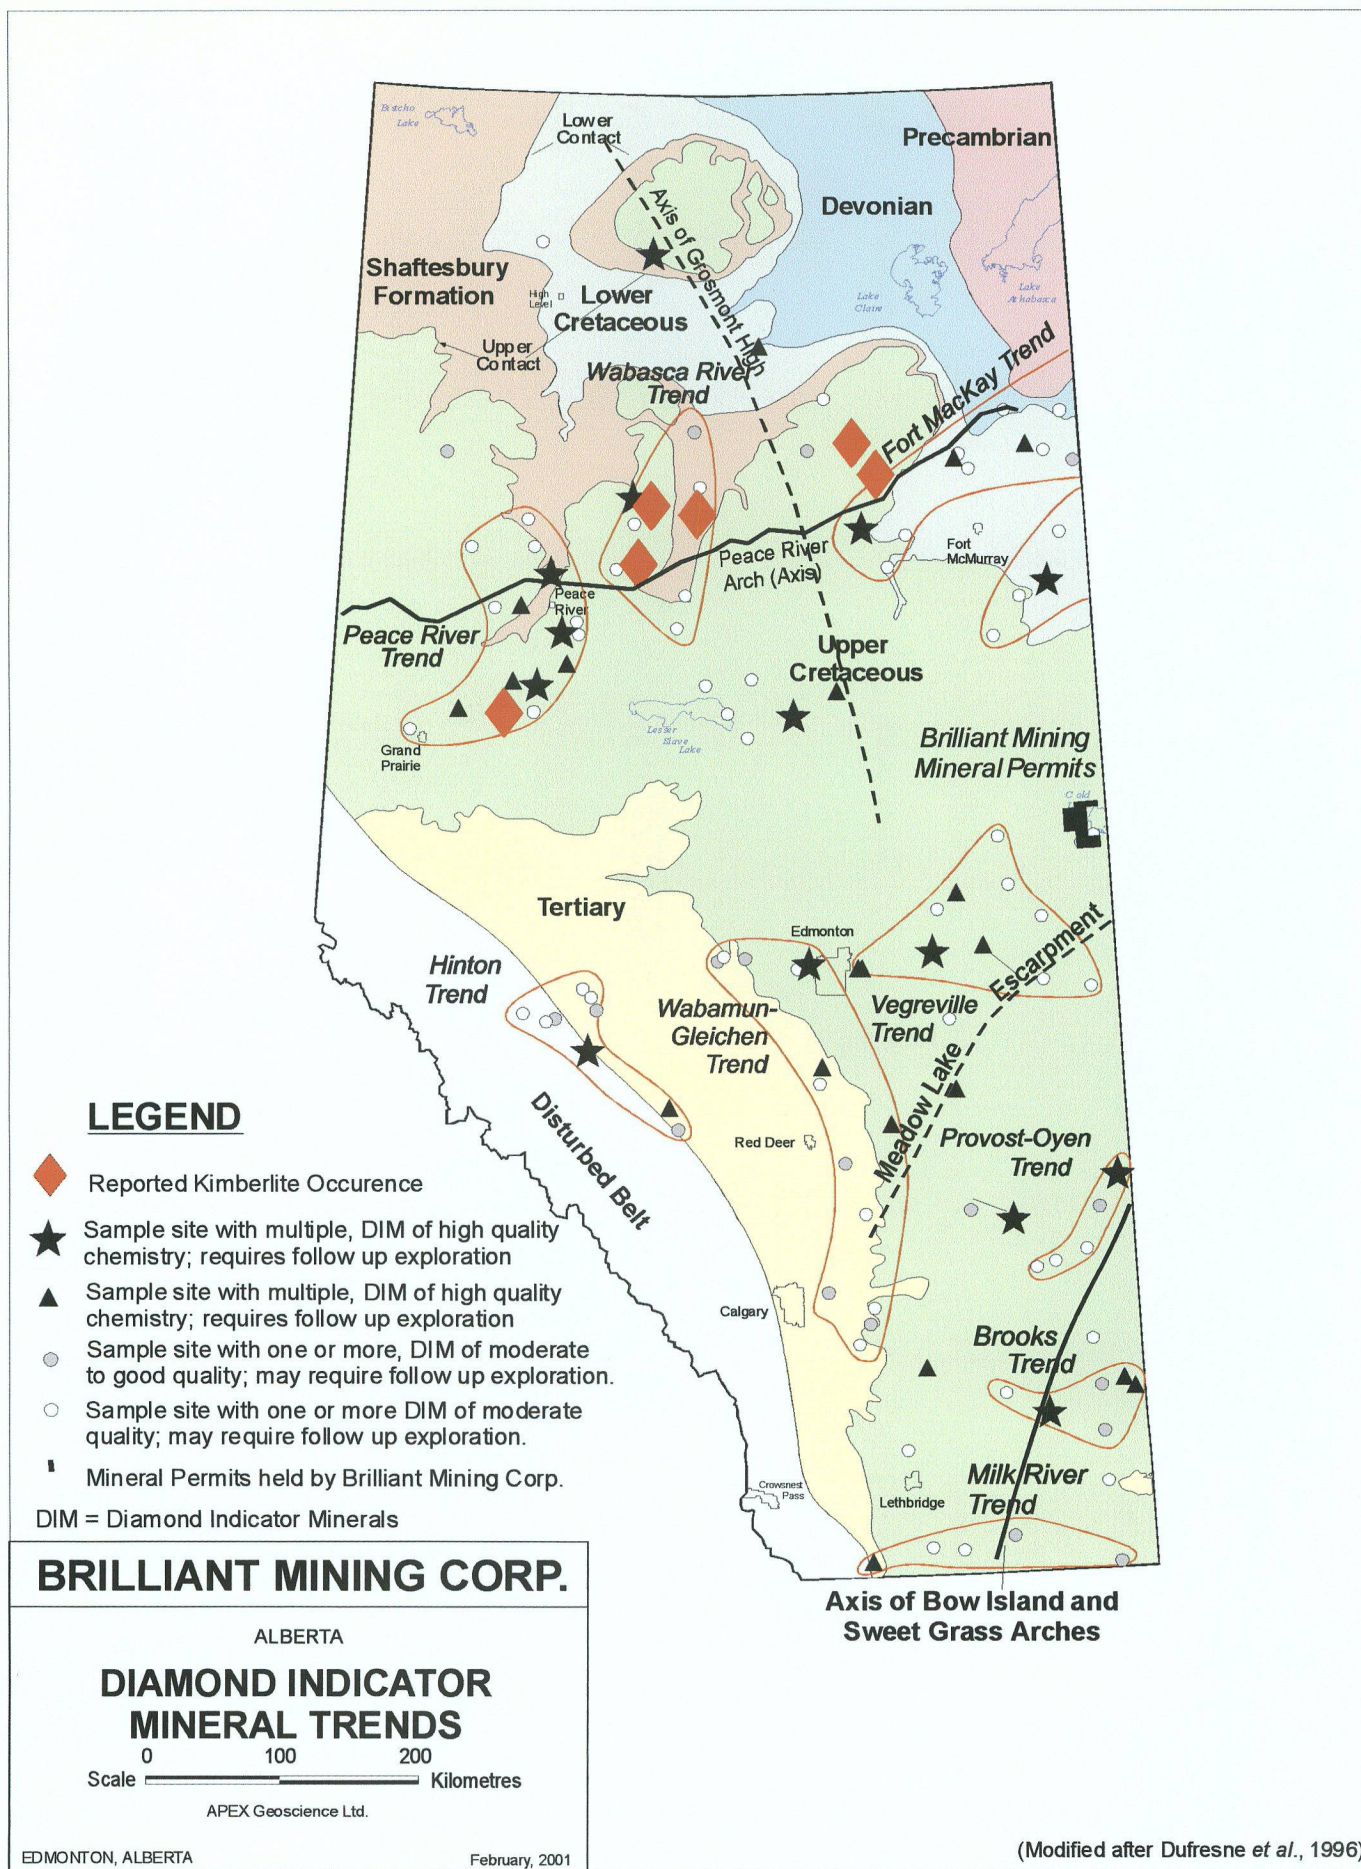 Bistcho
Lake
Lower
Contact
Precambrian
Devonian
Axis of Grosmont High
Shaftesbury
Formation
High
Level
Lower
Cretaceous
Lake
Claire
Lake
Athabasca
Upper
Contact
Wabasca River
Trend
Fort MacKay Trend
Peace River
Arch (Axis)
Fort
McMurray
Peace
River
Peace River
Trend
Upper
Cretaceous
Lesser
Slave
Lake
Grand
Prairie
Brilliant Mining
Mineral Permits
Cold
Tertiary
Edmonton
Escarpment
Hinton
Trend
Wabamun-
Gleichen
Trend
Vegreville
Trend
Meadow Lake
Disturbed Belt
Red Deer
Provost-Oyen
Trend
Calgary
Brooks
Trend
Crowsnest
Pass
Lethbridge
Milk River
Trend
Axis of Bow Island and
Sweet Grass Arches
LEGEND
Reported Kimberlite Occurence
Sample site with multiple, DIM of high quality
chemistry; requires follow up exploration
Sample site with multiple, DIM of high quality
chemistry; requires follow up exploration
Sample site with one or more, DIM of moderate
to good quality; may require follow up exploration.
Sample site with one or more DIM of moderate
quality; may require follow up exploration.
Mineral Permits held by Brilliant Mining Corp.
DIM = Diamond Indicator Minerals
BRILLIANT MINING CORP.
ALBERTA
DIAMOND INDICATOR
MINERAL TRENDS
0 100 200
Scale Kilometres
APEX Geoscience Ltd.
EDMONTON, ALBERTA February, 2001
(Modified after Dufresne et al., 1996)